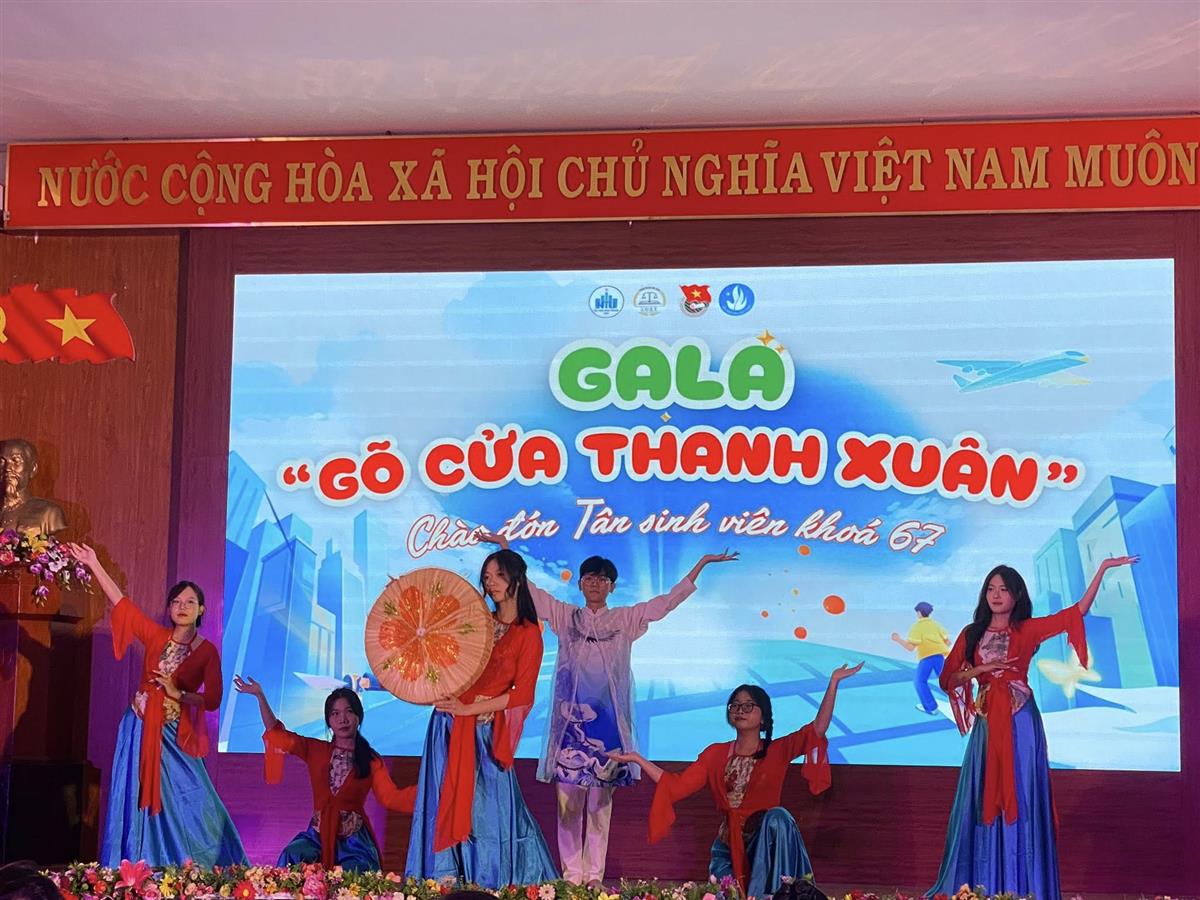 NƯỚC CỘNG HÒA XÃ HỘI CHỦ NGHĨA VIỆT NAM MUÔN
GALA
“GÕ CỬA THANH XUÂN”
Chào đón Tân sinh viên khoá 67